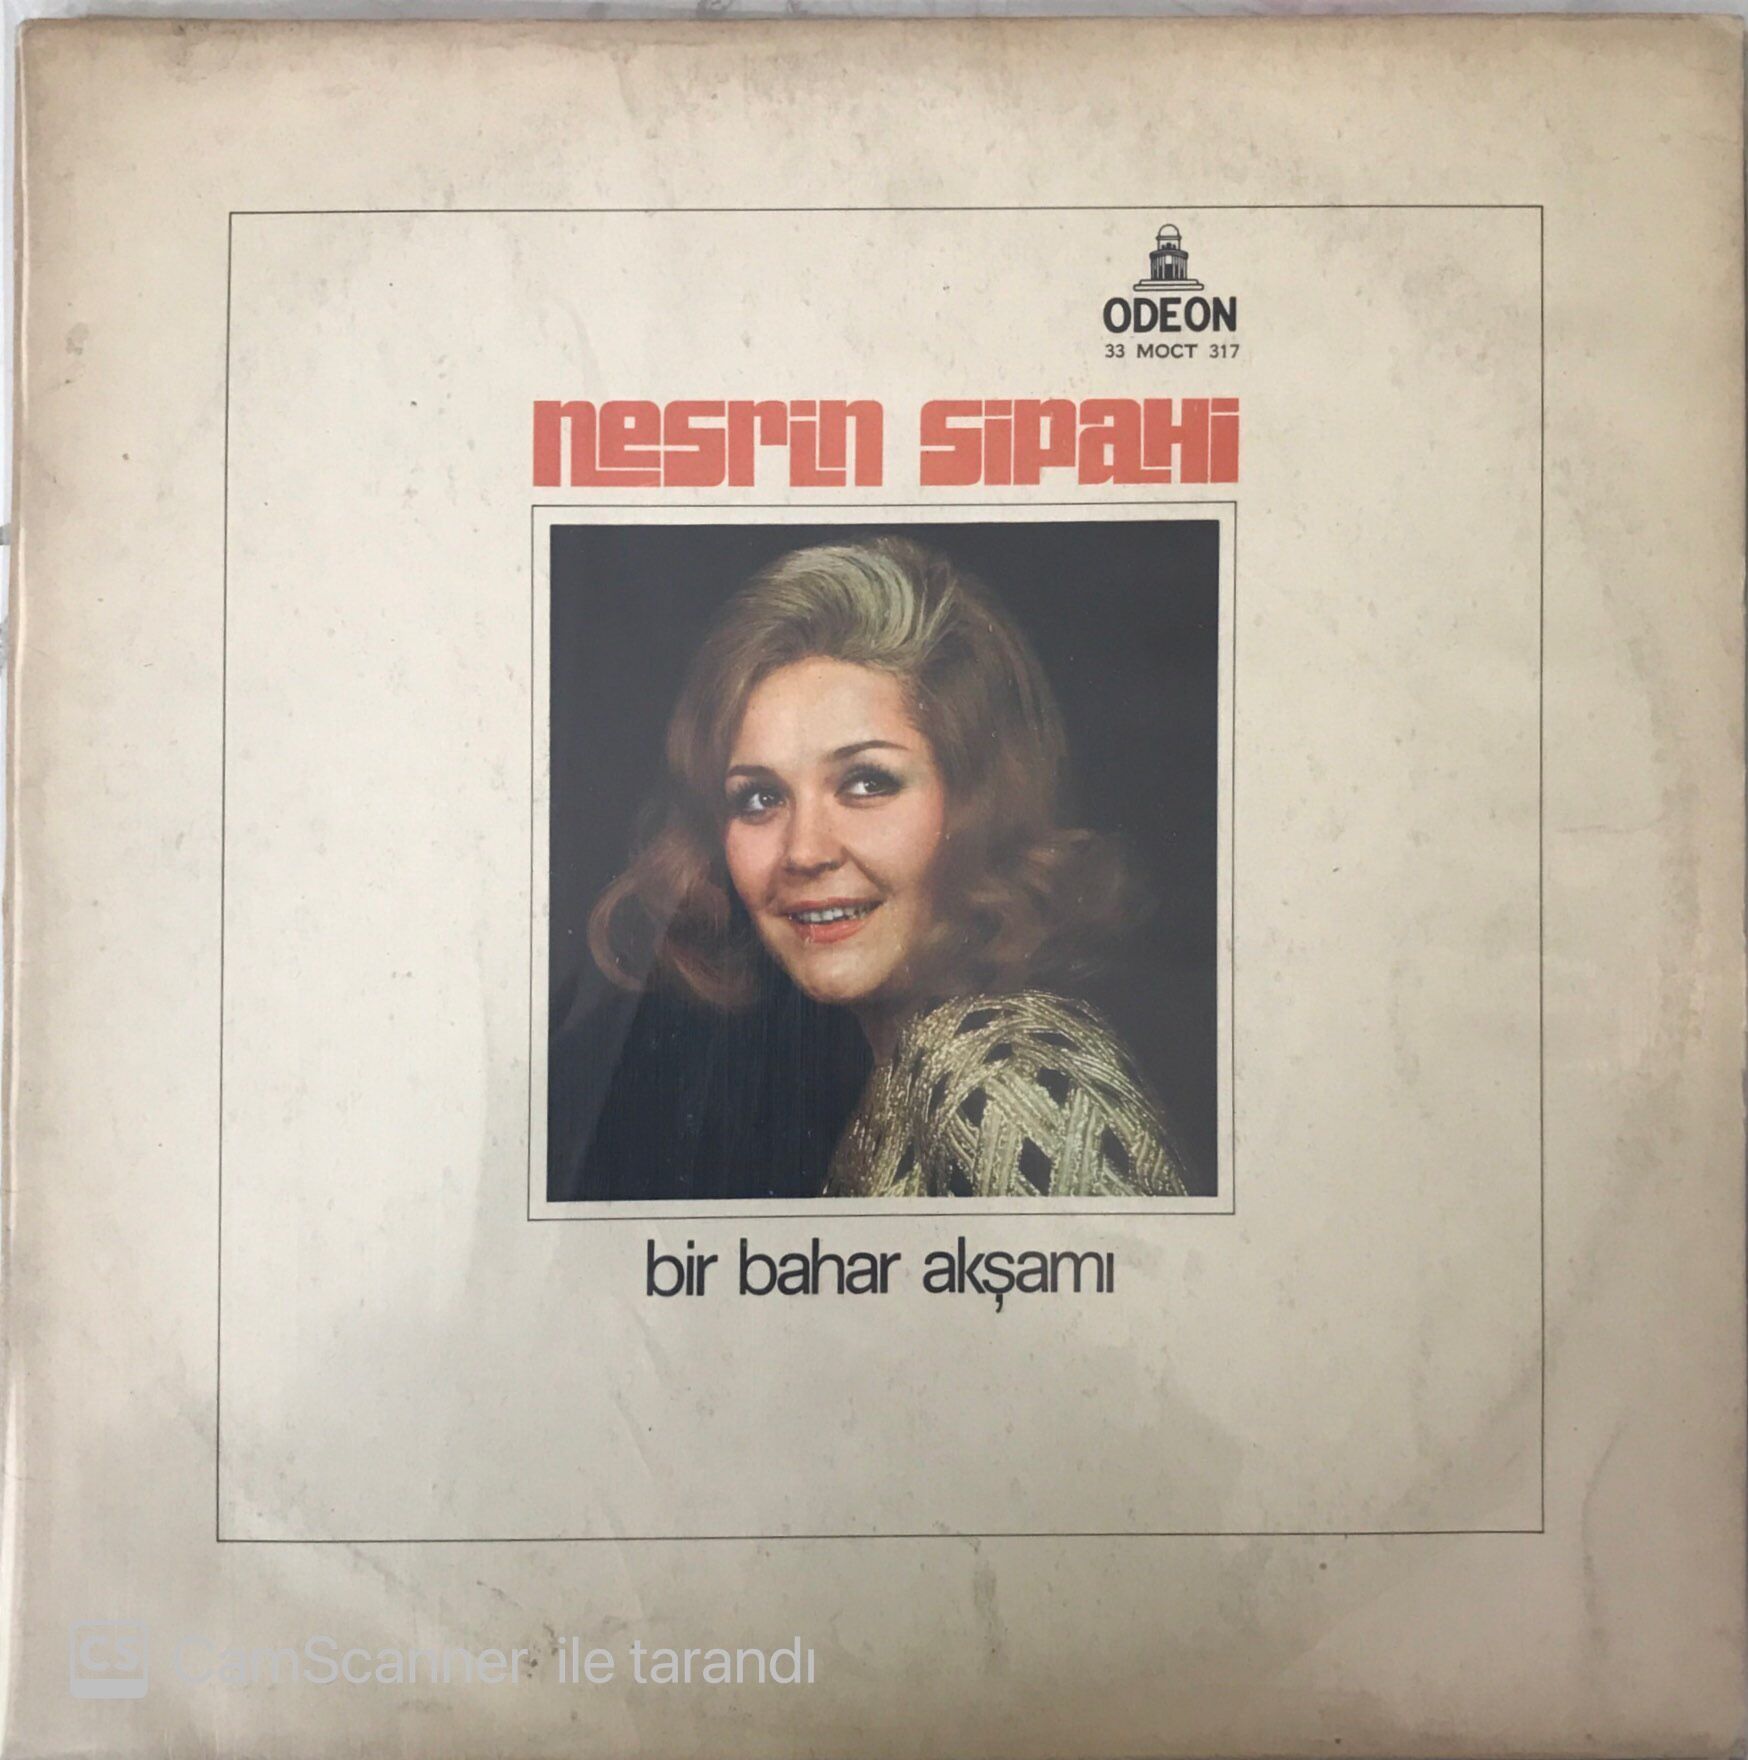 ODEON
33 MOCT 317
nesrin sipahi
bir bahar akşamı
CS CamScanner ile tarandı